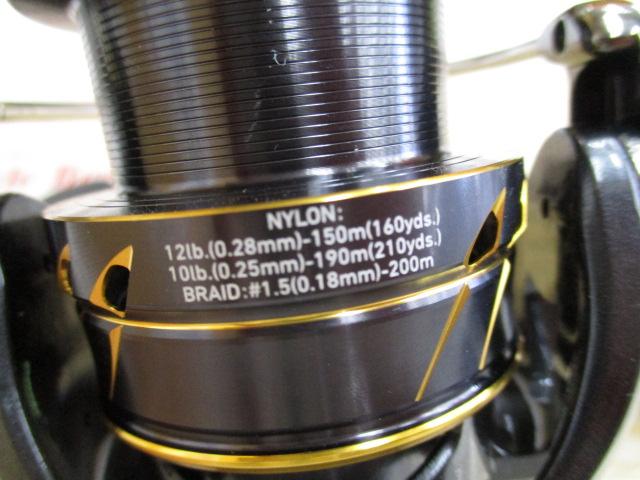 NYLON:
12lb.(0.28mm)-150m(160yds.)
10lb.(0.25mm)-190m(210yds.)
BRAID:#1.5(0.18mm)-200m